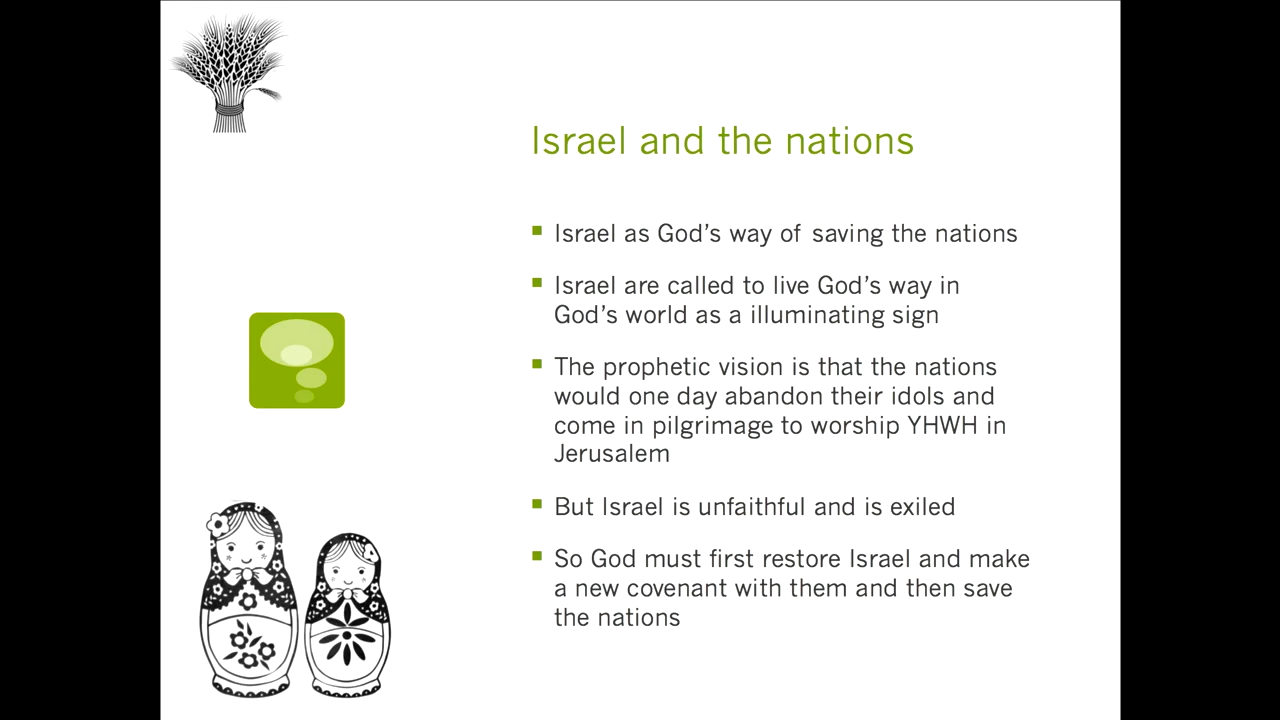 Israel and the nations
Israel as God’s way of saving the nations
Israel are called to live God’s way in
God’s world as a illuminating sign
The prophetic vision is that the nations
would one day abandon their idols and
come in pilgrimage to worship YHWH in
Jerusalem
But Israel is unfaithful and is exiled
So God must first restore Israel and make
a new covenant with them and then save
the nations